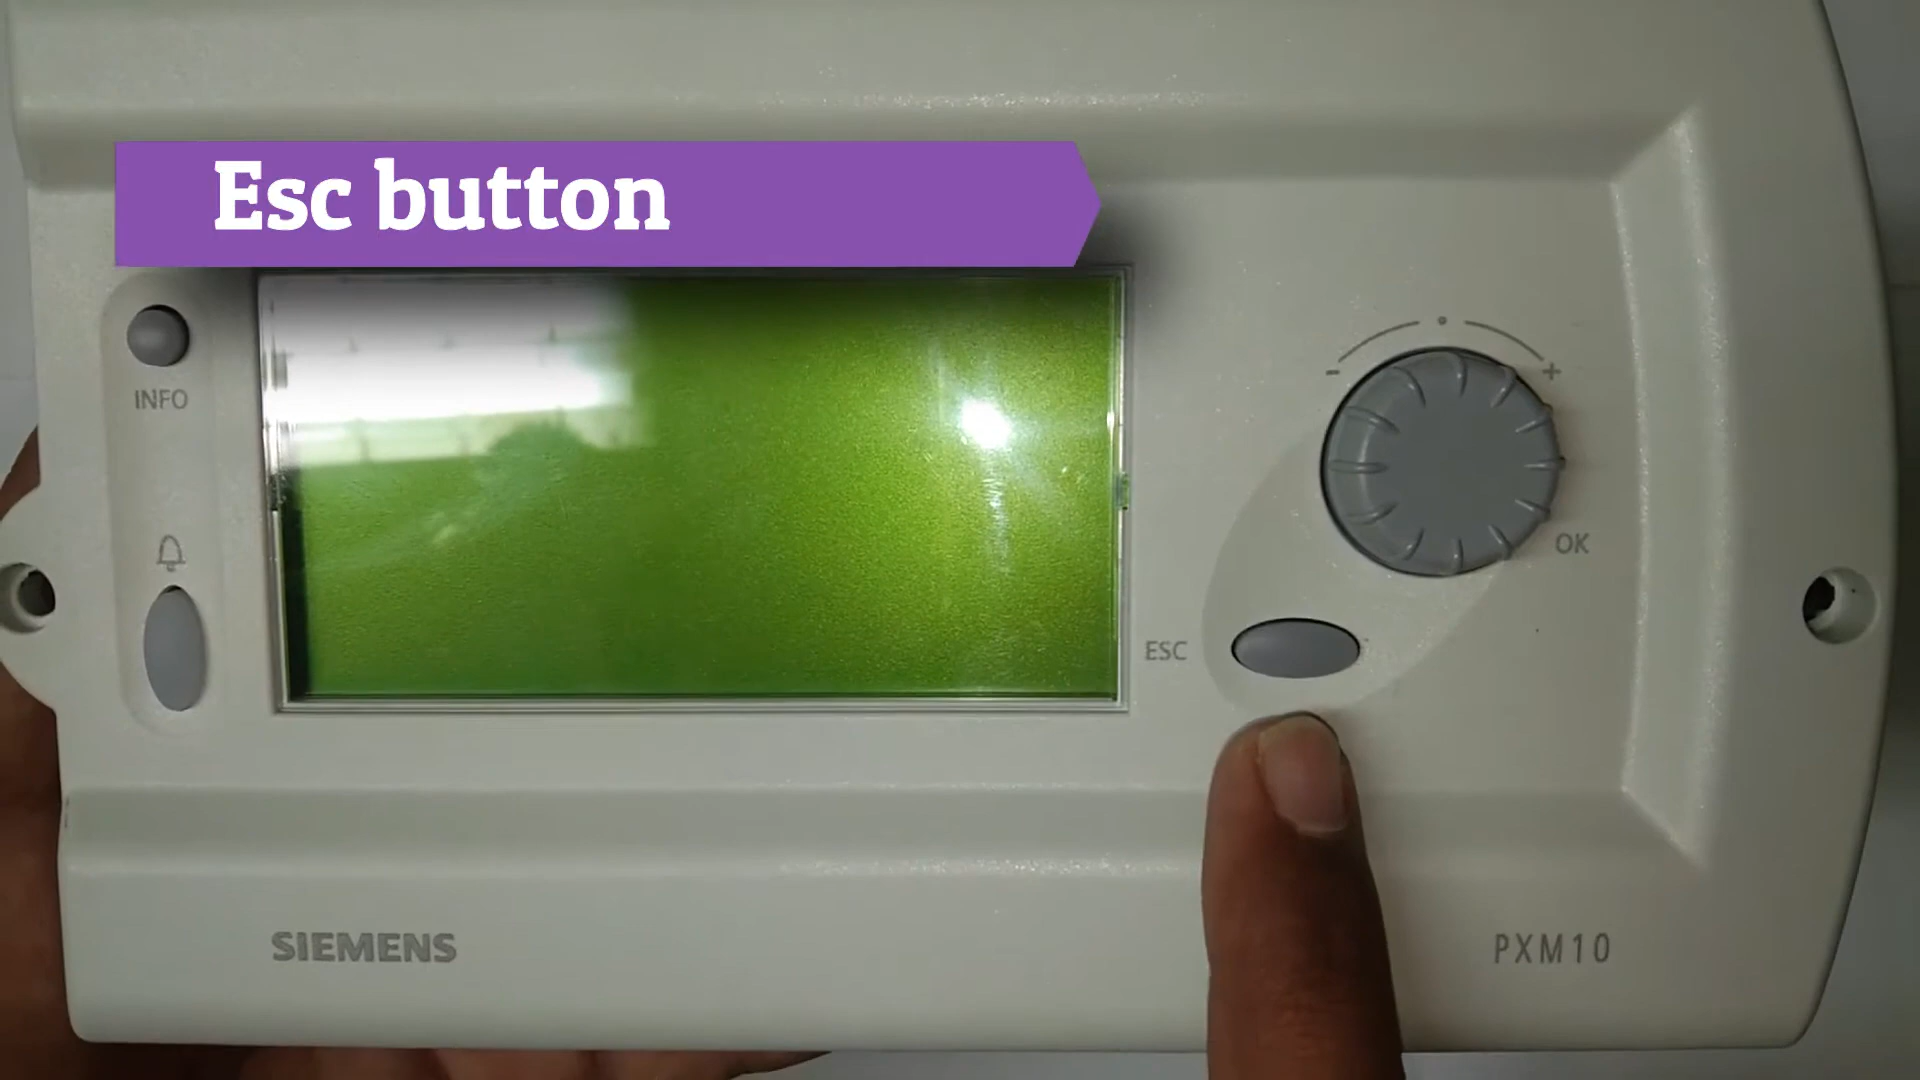 Esc button
INFO
- +
OK
ESC
SIEMENS
PXM10